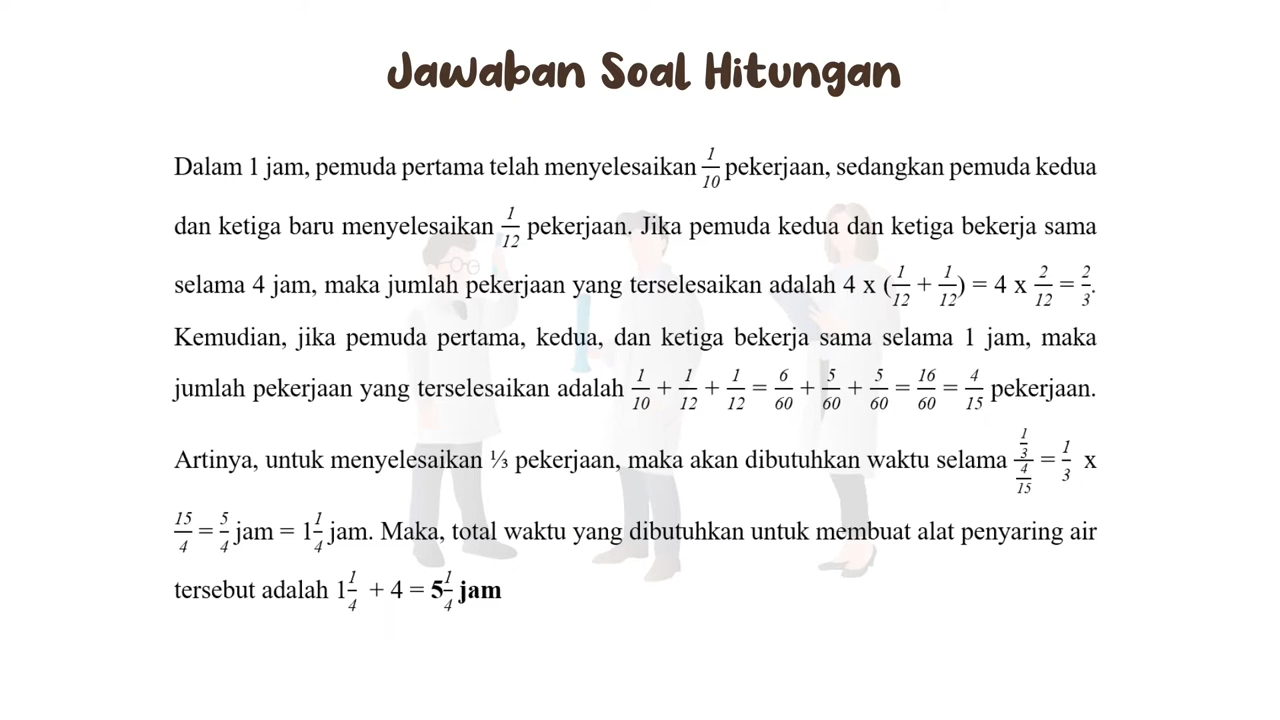 Jawaban Soal Hitungan
Dalam 1 jam, pemuda pertama telah menyelesaikan 1/10 pekerjaan, sedangkan pemuda kedua
dan ketiga baru menyelesaikan 1/12 pekerjaan. Jika pemuda kedua dan ketiga bekerja sama
selama 4 jam, maka jumlah pekerjaan yang terselesaikan adalah 4 x (1/12 + 1/12) = 4 x 2/12 = 2/3.
Kemudian, jika pemuda pertama, kedua, dan ketiga bekerja sama selama 1 jam, maka
jumlah pekerjaan yang terselesaikan adalah 1/10 + 1/12 + 1/12 = 6/60 + 5/60 + 5/60 = 16/60 = 4/15 pekerjaan.
Artinya, untuk menyelesaikan ⅓ pekerjaan, maka akan dibutuhkan waktu selama (1/3)/(4/15) = 1/3 x
15/4 = 5/4 jam = 1 1/4 jam. Maka, total waktu yang dibutuhkan untuk membuat alat penyaring air
tersebut adalah 1 1/4 + 4 = 5 1/4 jam